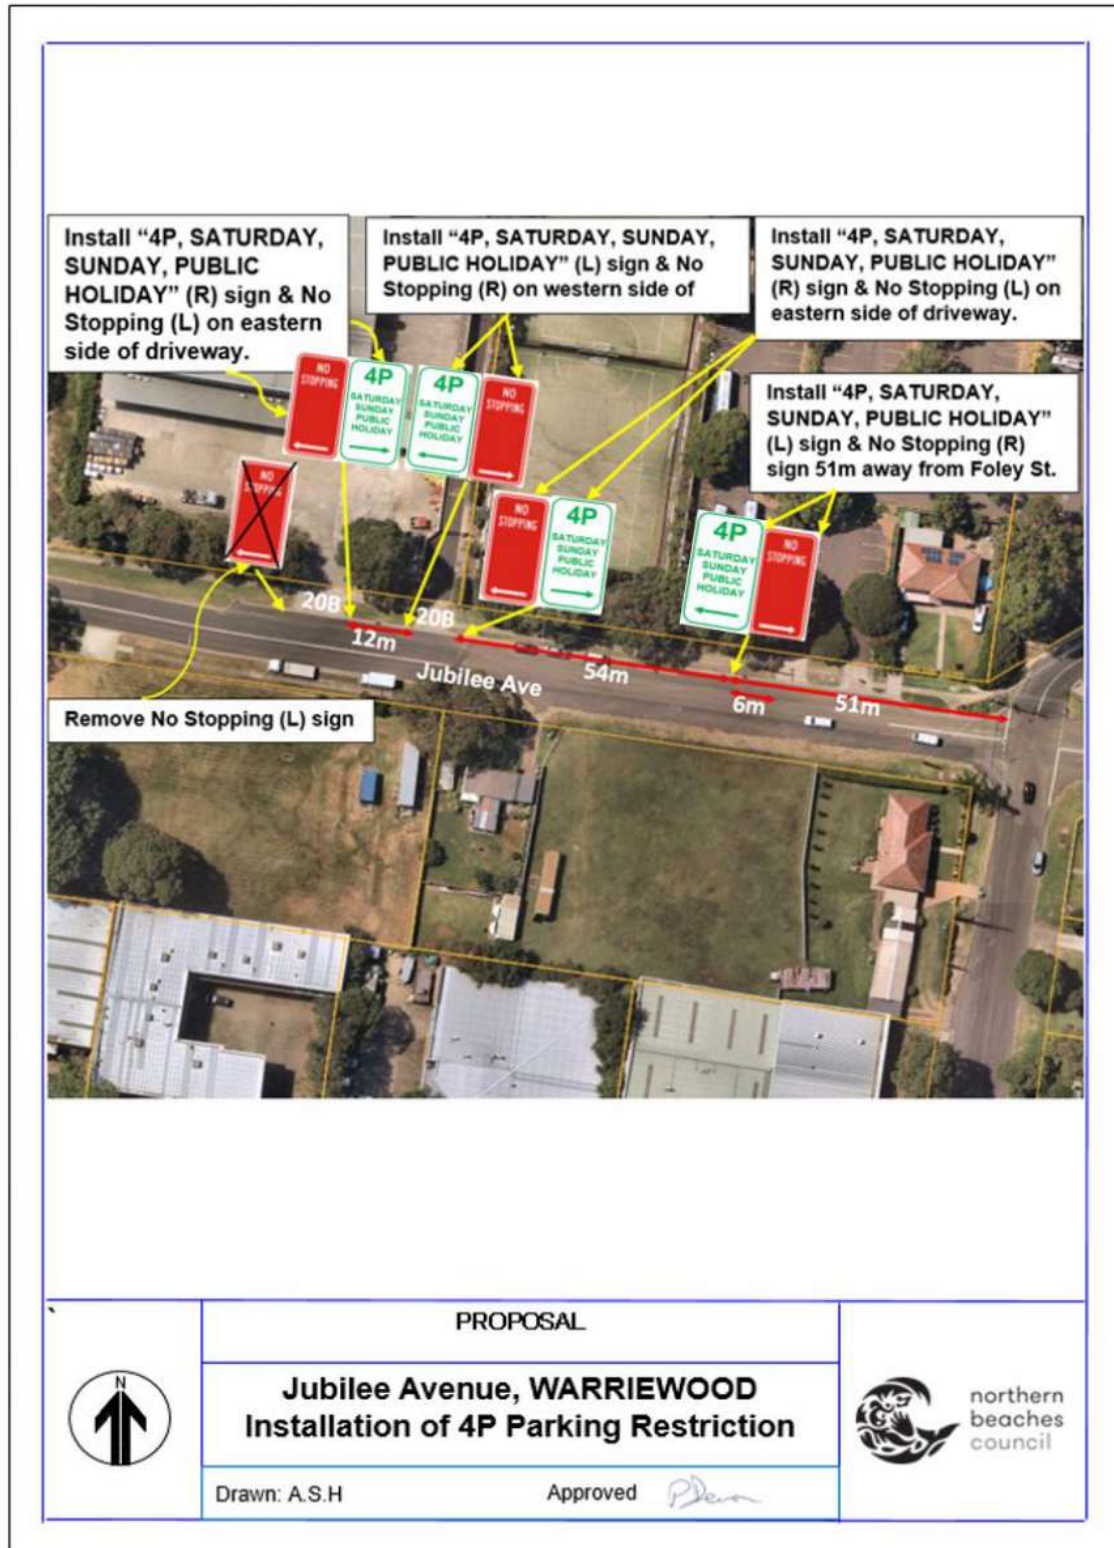 Install “4P, SATURDAY,
SUNDAY, PUBLIC
HOLIDAY” (R) sign & No
Stopping (L) on eastern
side of driveway.
Install “4P, SATURDAY, SUNDAY,
PUBLIC HOLIDAY” (L) sign & No
Stopping (R) on western side of
Install “4P, SATURDAY,
SUNDAY, PUBLIC HOLIDAY”
(R) sign & No Stopping (L) on
eastern side of driveway.
Install “4P, SATURDAY,
SUNDAY, PUBLIC HOLIDAY”
(L) sign & No Stopping (R)
sign 51m away from Foley St.
NO
STOPPING
4P
SATURDAY
SUNDAY
PUBLIC
HOLIDAY
4P
SATURDAY
SUNDAY
PUBLIC
HOLIDAY
NO
STOPPING
NO
STOPPING
NO
STOPPING
4P
SATURDAY
SUNDAY
PUBLIC
HOLIDAY
4P
SATURDAY
SUNDAY
PUBLIC
HOLIDAY
NO
STOPPING
20B
20B
12m
Jubilee Ave
54m
6m
51m
Remove No Stopping (L) sign
PROPOSAL
N
Jubilee Avenue, WARRIEWOOD
Installation of 4P Parking Restriction
northern
beaches
council
Drawn: A.S.H
Approved